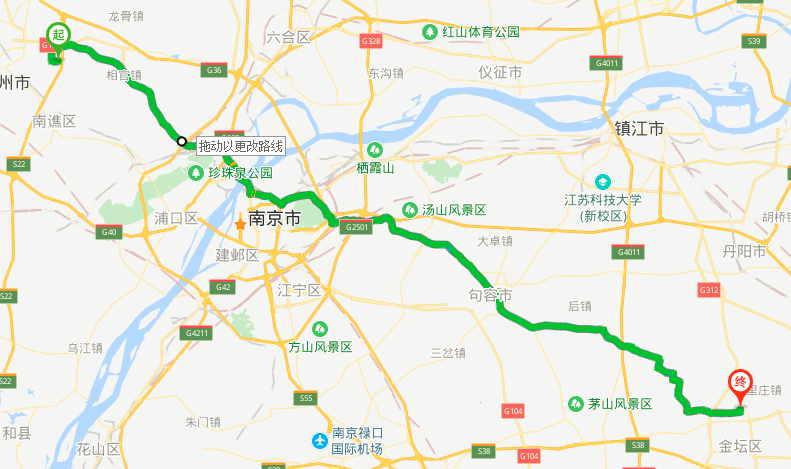 龙骨镇
六合区
红山体育公园
起
G328
S39
G36
G4011
相官镇
东沟镇
仪征市
州市
南谯区
镇江市
拖动以更改路线
S22
栖霞山
珍珠泉公园
江苏科技大学
(新校区)
汤山风景区
浦口区
南京市
胡桥镇
G40
G2501
大卓镇
丹阳市
建邺区
G4011
G42
江宁区
句容市
G312
S22
后镇
G4211
方山风景区
乌江镇
三岔镇
S22
终
里庄镇
S55
G104
茅山风景区
朱门镇
和县
南京禄口
国际机场
花山区
S38
G104
S38
金坛区